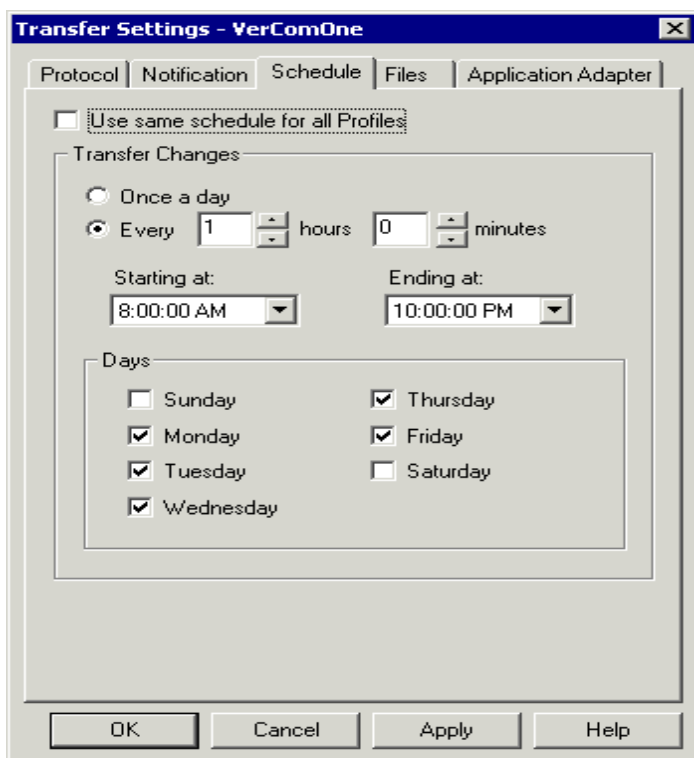 Transfer Settings - VerComOne
Protocol Notification Schedule Files Application Adapter
Use same schedule for all Profiles
Transfer Changes
Once a day
Every 1 hours 0 minutes
Starting at: Ending at:
8:00:00 AM 10:00:00 PM
Days
Sunday Thursday
Monday Friday
Tuesday Saturday
Wednesday
OK Cancel Apply Help